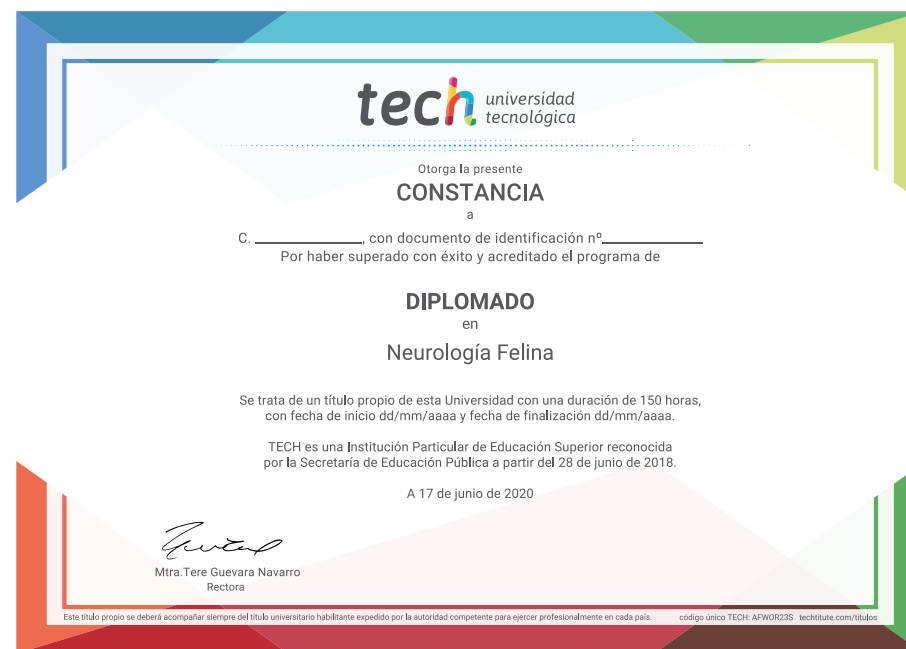 tech universidad
tecnológica
Otorga la presente
CONSTANCIA
a
C. ____________, con documento de identificación nº____________
Por haber superado con éxito y acreditado el programa de
DIPLOMADO
en
Neurología Felina
Se trata de un título propio de esta Universidad con una duración de 150 horas,
con fecha de inicio dd/mm/aaaa y fecha de finalización dd/mm/aaaa.
TECH es una Institución Particular de Educación Superior reconocida
por la Secretaría de Educación Pública a partir del 28 de junio de 2018.
A 17 de junio de 2020
Mtra.Tere Guevara Navarro
Rectora
Este título propio se deberá acompañar siempre del título universitario habilitante expedido por la autoridad competente para ejercer profesionalmente en cada país. código único TECH: AFWOR23S techtitute.com/titulos